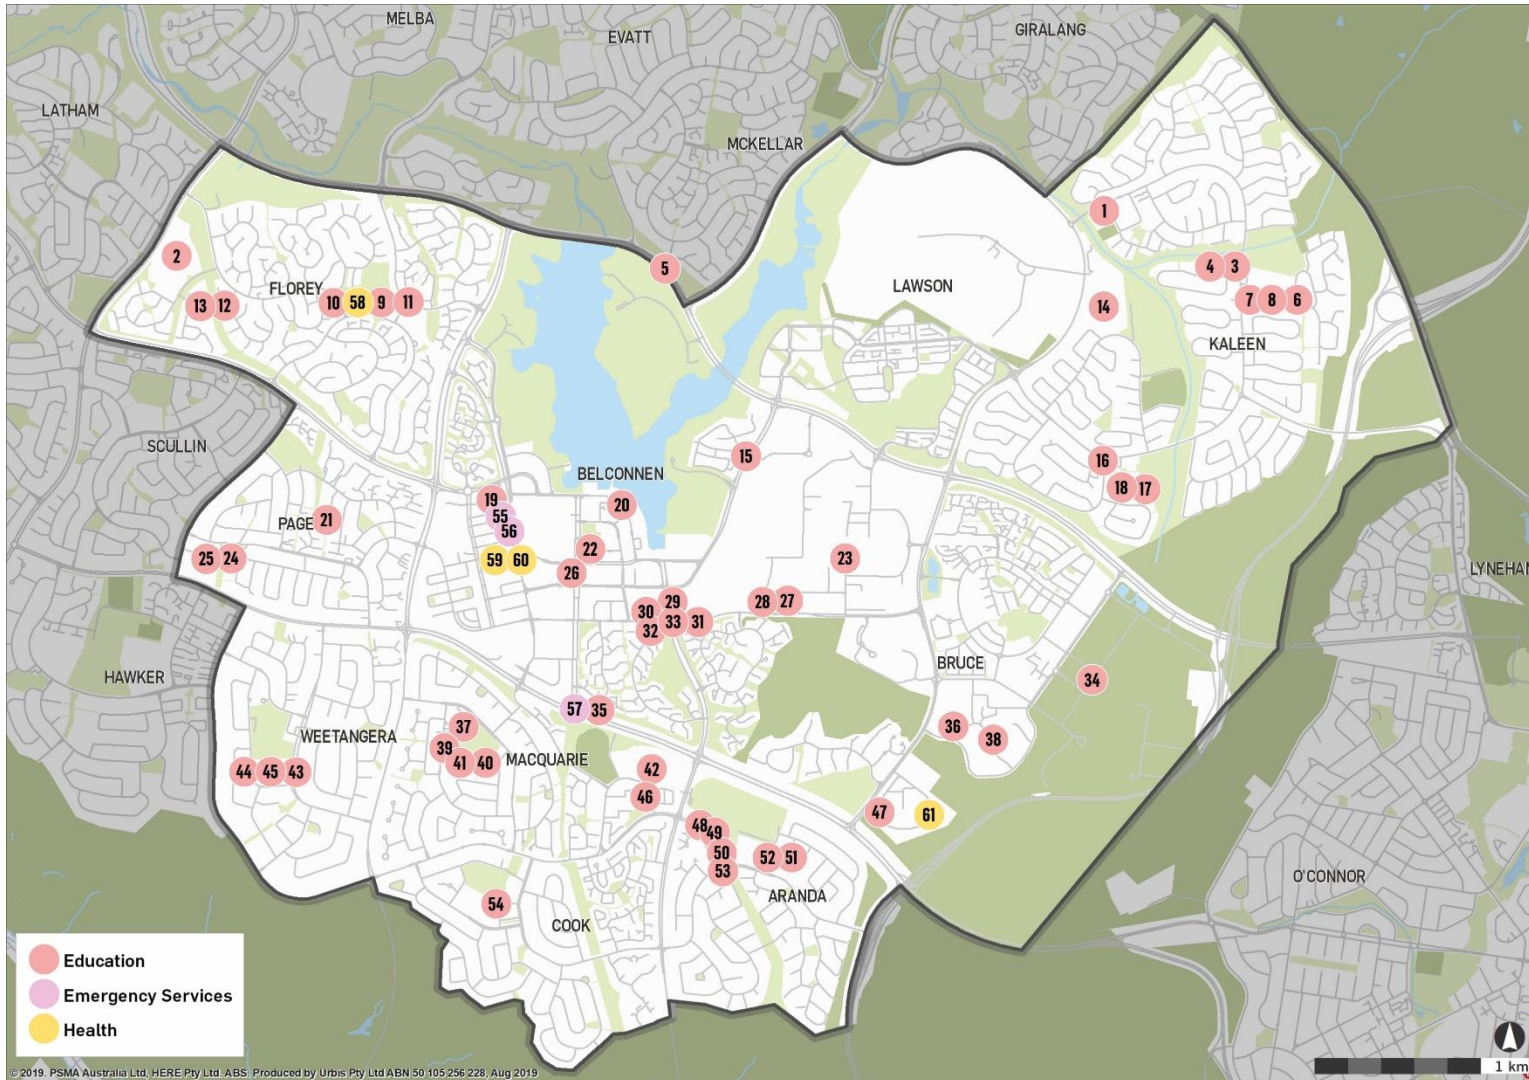 MELBA
EVATT
GIRALANG
LATHAM
MCKELLAR
1
2
4 3
5
LAWSON
FLOREY
13 12
10 58 9 11
14
7 8 6
KALEEN
SCULLIN
15
16
BELCONNEN
18 17
19
20
55
PAGE 21
56
22
23
25 24
59 60
26
LYNEHAM
28 27
29
30
33 31
32
BRUCE
HAWKER
34
57 35
37
36
WEETANGERA
39
38
41 40
MACQUARIE
44 45 43
42
46
47
61
48
49
50
52 51
53
O'CONNOR
ARANDA
54
COOK
Education
Emergency Services
Health
1 km
© 2019. PSMA Australia Ltd, HERE Pty Ltd. ABS. Produced by Urbis Pty Ltd ABN 50 105 256 228, Aug 2019